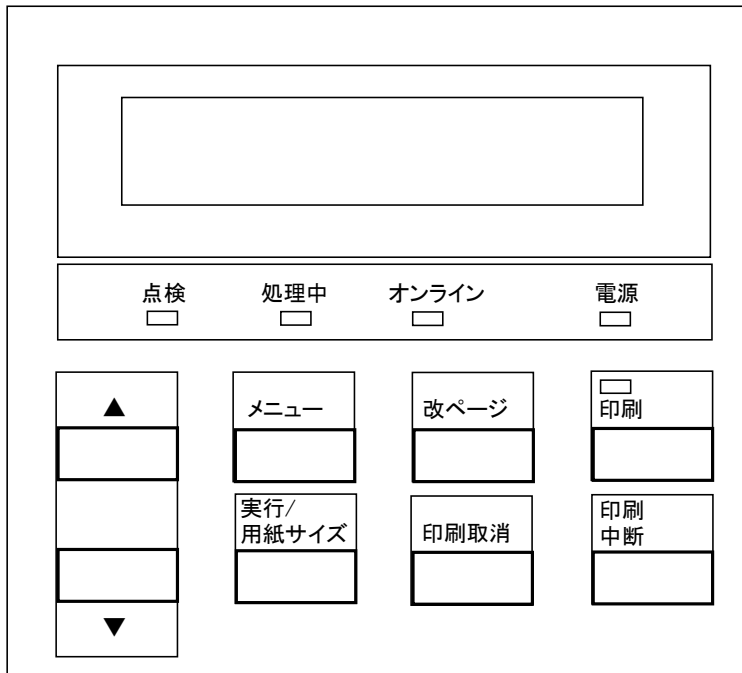 点検
処理中
オンライン
電源
▲
メニュー
改ページ
印刷
実行/
用紙サイズ
印刷取消
印刷
中断
▼